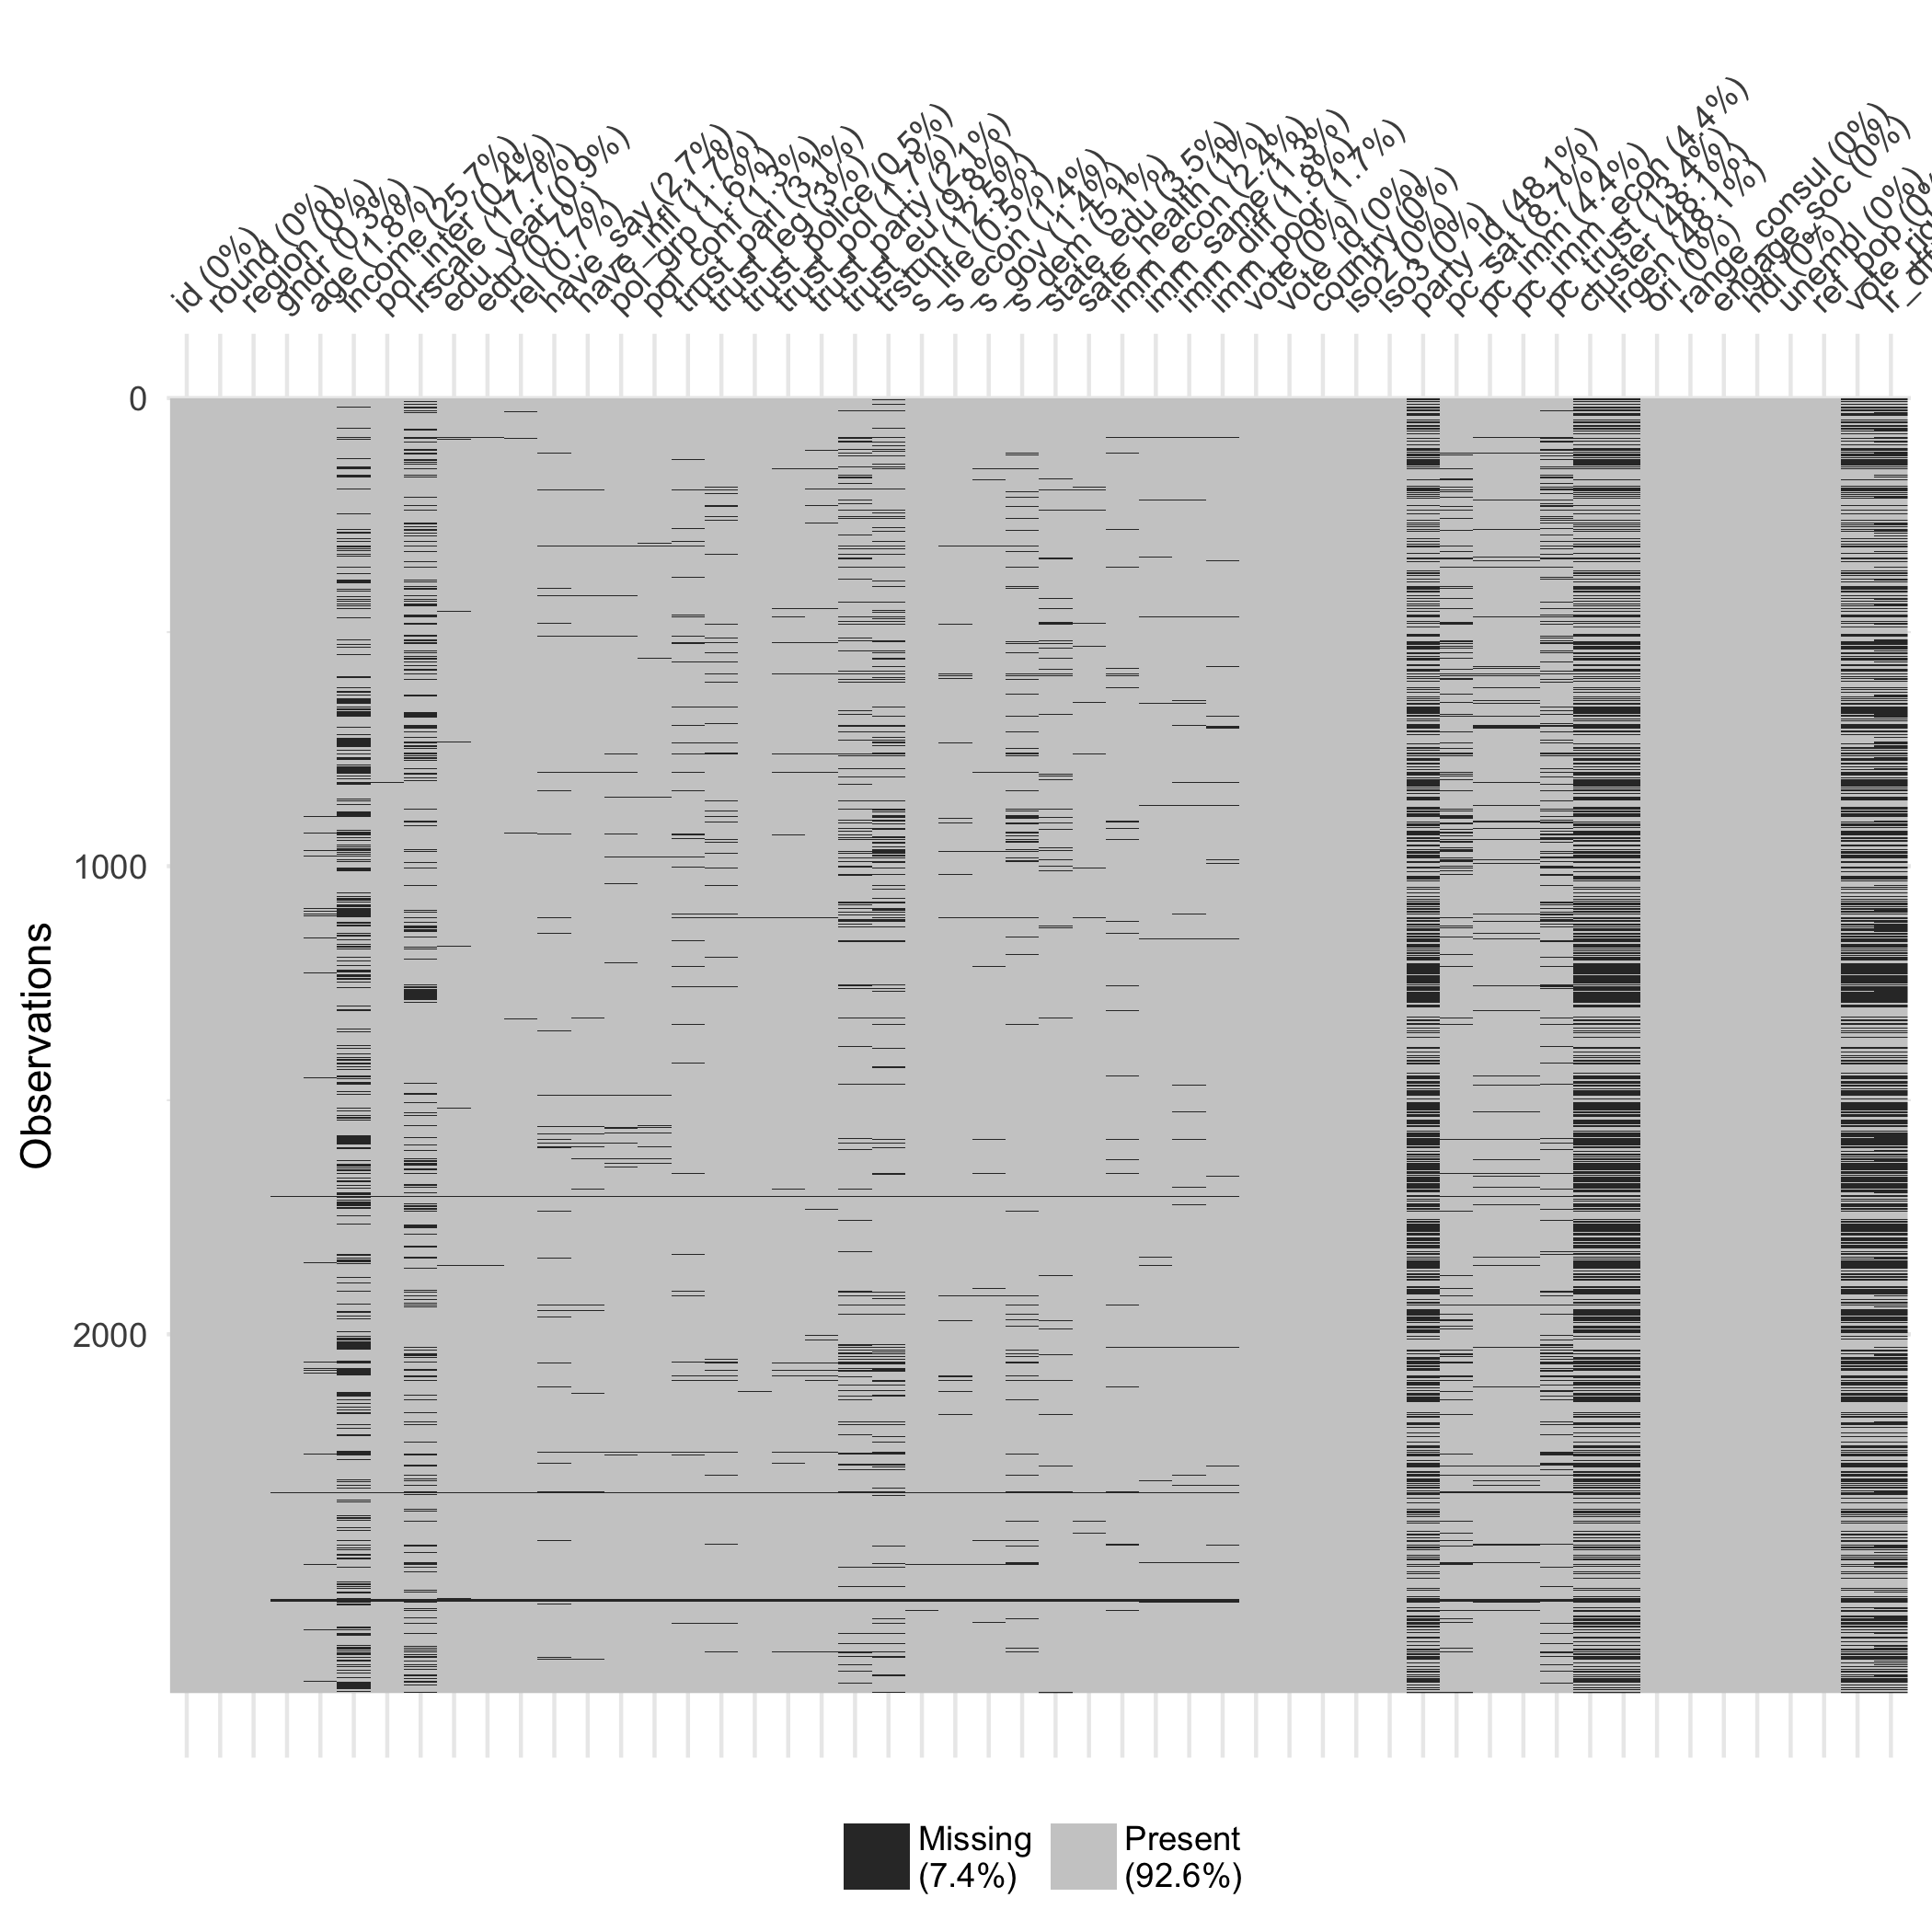 id (0%)
round (0%)
region (0%)
gndr (0.3%)
age (1.8%)
income (25.7%)
pol_inter (0.4%)
lrscale (17.7%)
edu_year (0.9%)
edu
rel (0.7%)
have_say (2.7%)
have_infl (1.7%)
pol_grp (1.6%)
pol_conf (1.3%)
trust_parl (3.1%)
trust_leg (3%)
trust_police (0.5%)
trust_pol (1.7%)
trust_party (2.1%)
trust_eu (9.8%)
trstun (12.5%)
s_life (0.5%)
s_econ (1.4%)
s_gov (1.4%)
s_dem (5.1%)
state_edu (3.5%)
sate_health (1%)
imm_econ (2.4%)
imm_same (1.3%)
imm_diff (1.8%)
imm_poor (1.7%)
vote (0%)
vote_id (0%)
country (0%)
iso2 (0%)
iso3 (0%)
party_id (48.1%)
pc_sat (8.7%)
pc_imm (4.4%)
pc_imm_econ (4.4%)
pc_trust (13.4%)
cluster (48.1%)
lrgen (48.1%)
ori (0%)
range_consul (0%)
engage_soc (0%)
hdi (0%)
unempl (0%)
ref_pop
vote_rig
lr_diff
0
1000
2000
Observations
Missing
(7.4%)
Present
(92.6%)